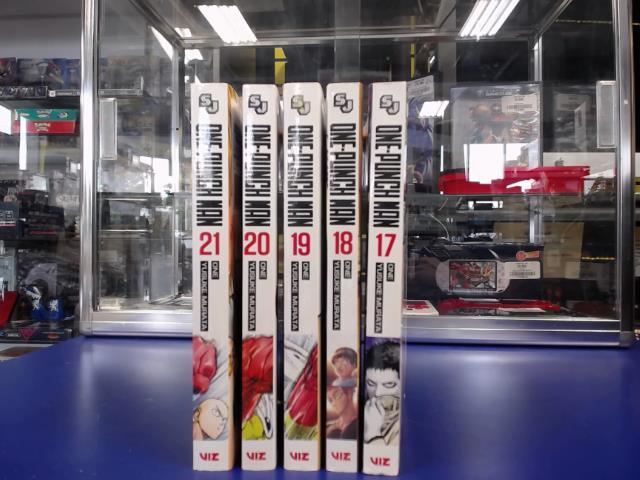 SJ
ONE-PUNCH MAN
21
ONE
YUSUKE MURATA
VIZ
SJ
ONE-PUNCH MAN
20
ONE
YUSUKE MURATA
VIZ
SJ
ONE-PUNCH MAN
19
ONE
YUSUKE MURATA
VIZ
SJ
ONE-PUNCH MAN
18
ONE
YUSUKE MURATA
VIZ
SJ
ONE-PUNCH MAN
17
ONE
YUSUKE MURATA
VIZ